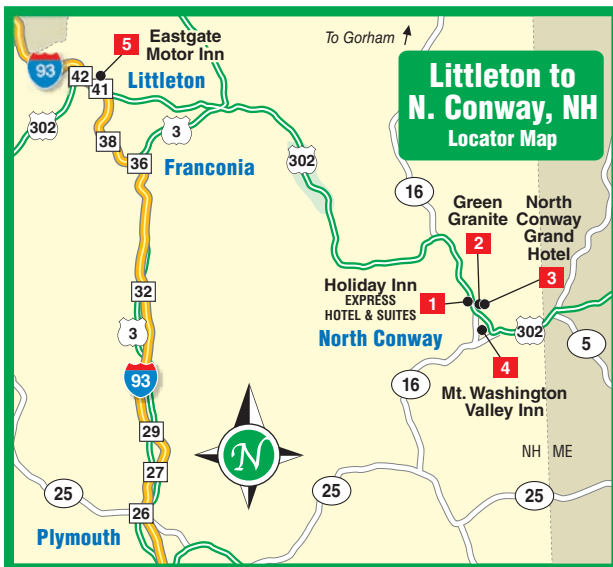 To Gorham
Littleton to
N. Conway, NH
Locator Map
5
Eastgate
Motor Inn
93
42
41
Littleton
302
3
38
36
Franconia
302
16
Green
Granite
North
Conway
Grand
Hotel
2
3
32
Holiday Inn
EXPRESS
HOTEL & SUITES
1
North Conway
302
3
4
5
93
16
Mt. Washington
Valley Inn
29
N
NH ME
27
25
25
25
26
Plymouth